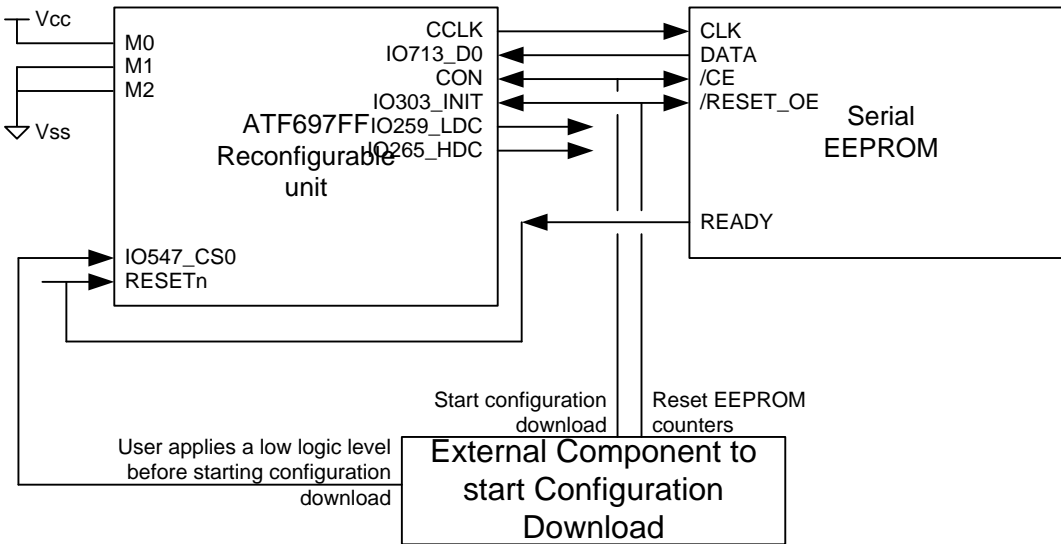 Vcc
M0
M1
M2
Vss
ATF697FF
Reconfigurable
unit
CCLK
IO713_D0
CON
IO303_INIT
IO259_LDC
IO265_HDC
IO547_CS0
RESETn
CLK
DATA
/CE
/RESET_OE
Serial
EEPROM
READY
Start configuration
download
Reset EEPROM
counters
User applies a low logic level
before starting configuration
download
External Component to
start Configuration
Download